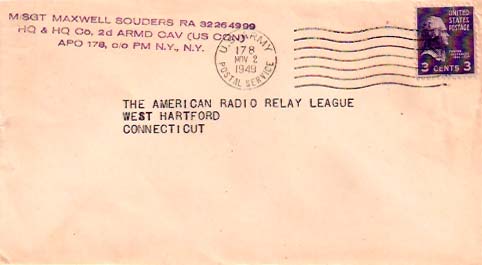 M/SGT MAXWELL SOUDERS RA 32264999
HQ & HQ Co, 2d ARMD CAV (US CON)
APO 178, c/o PM N.Y., N.Y.
U.S. ARMY
178
NOV 2
1949
POSTAL SERVICE
UNITED STATES
POSTAGE
3 CENTS 3
THE AMERICAN RADIO RELAY LEAGUE
WEST HARTFORD
CONNECTICUT